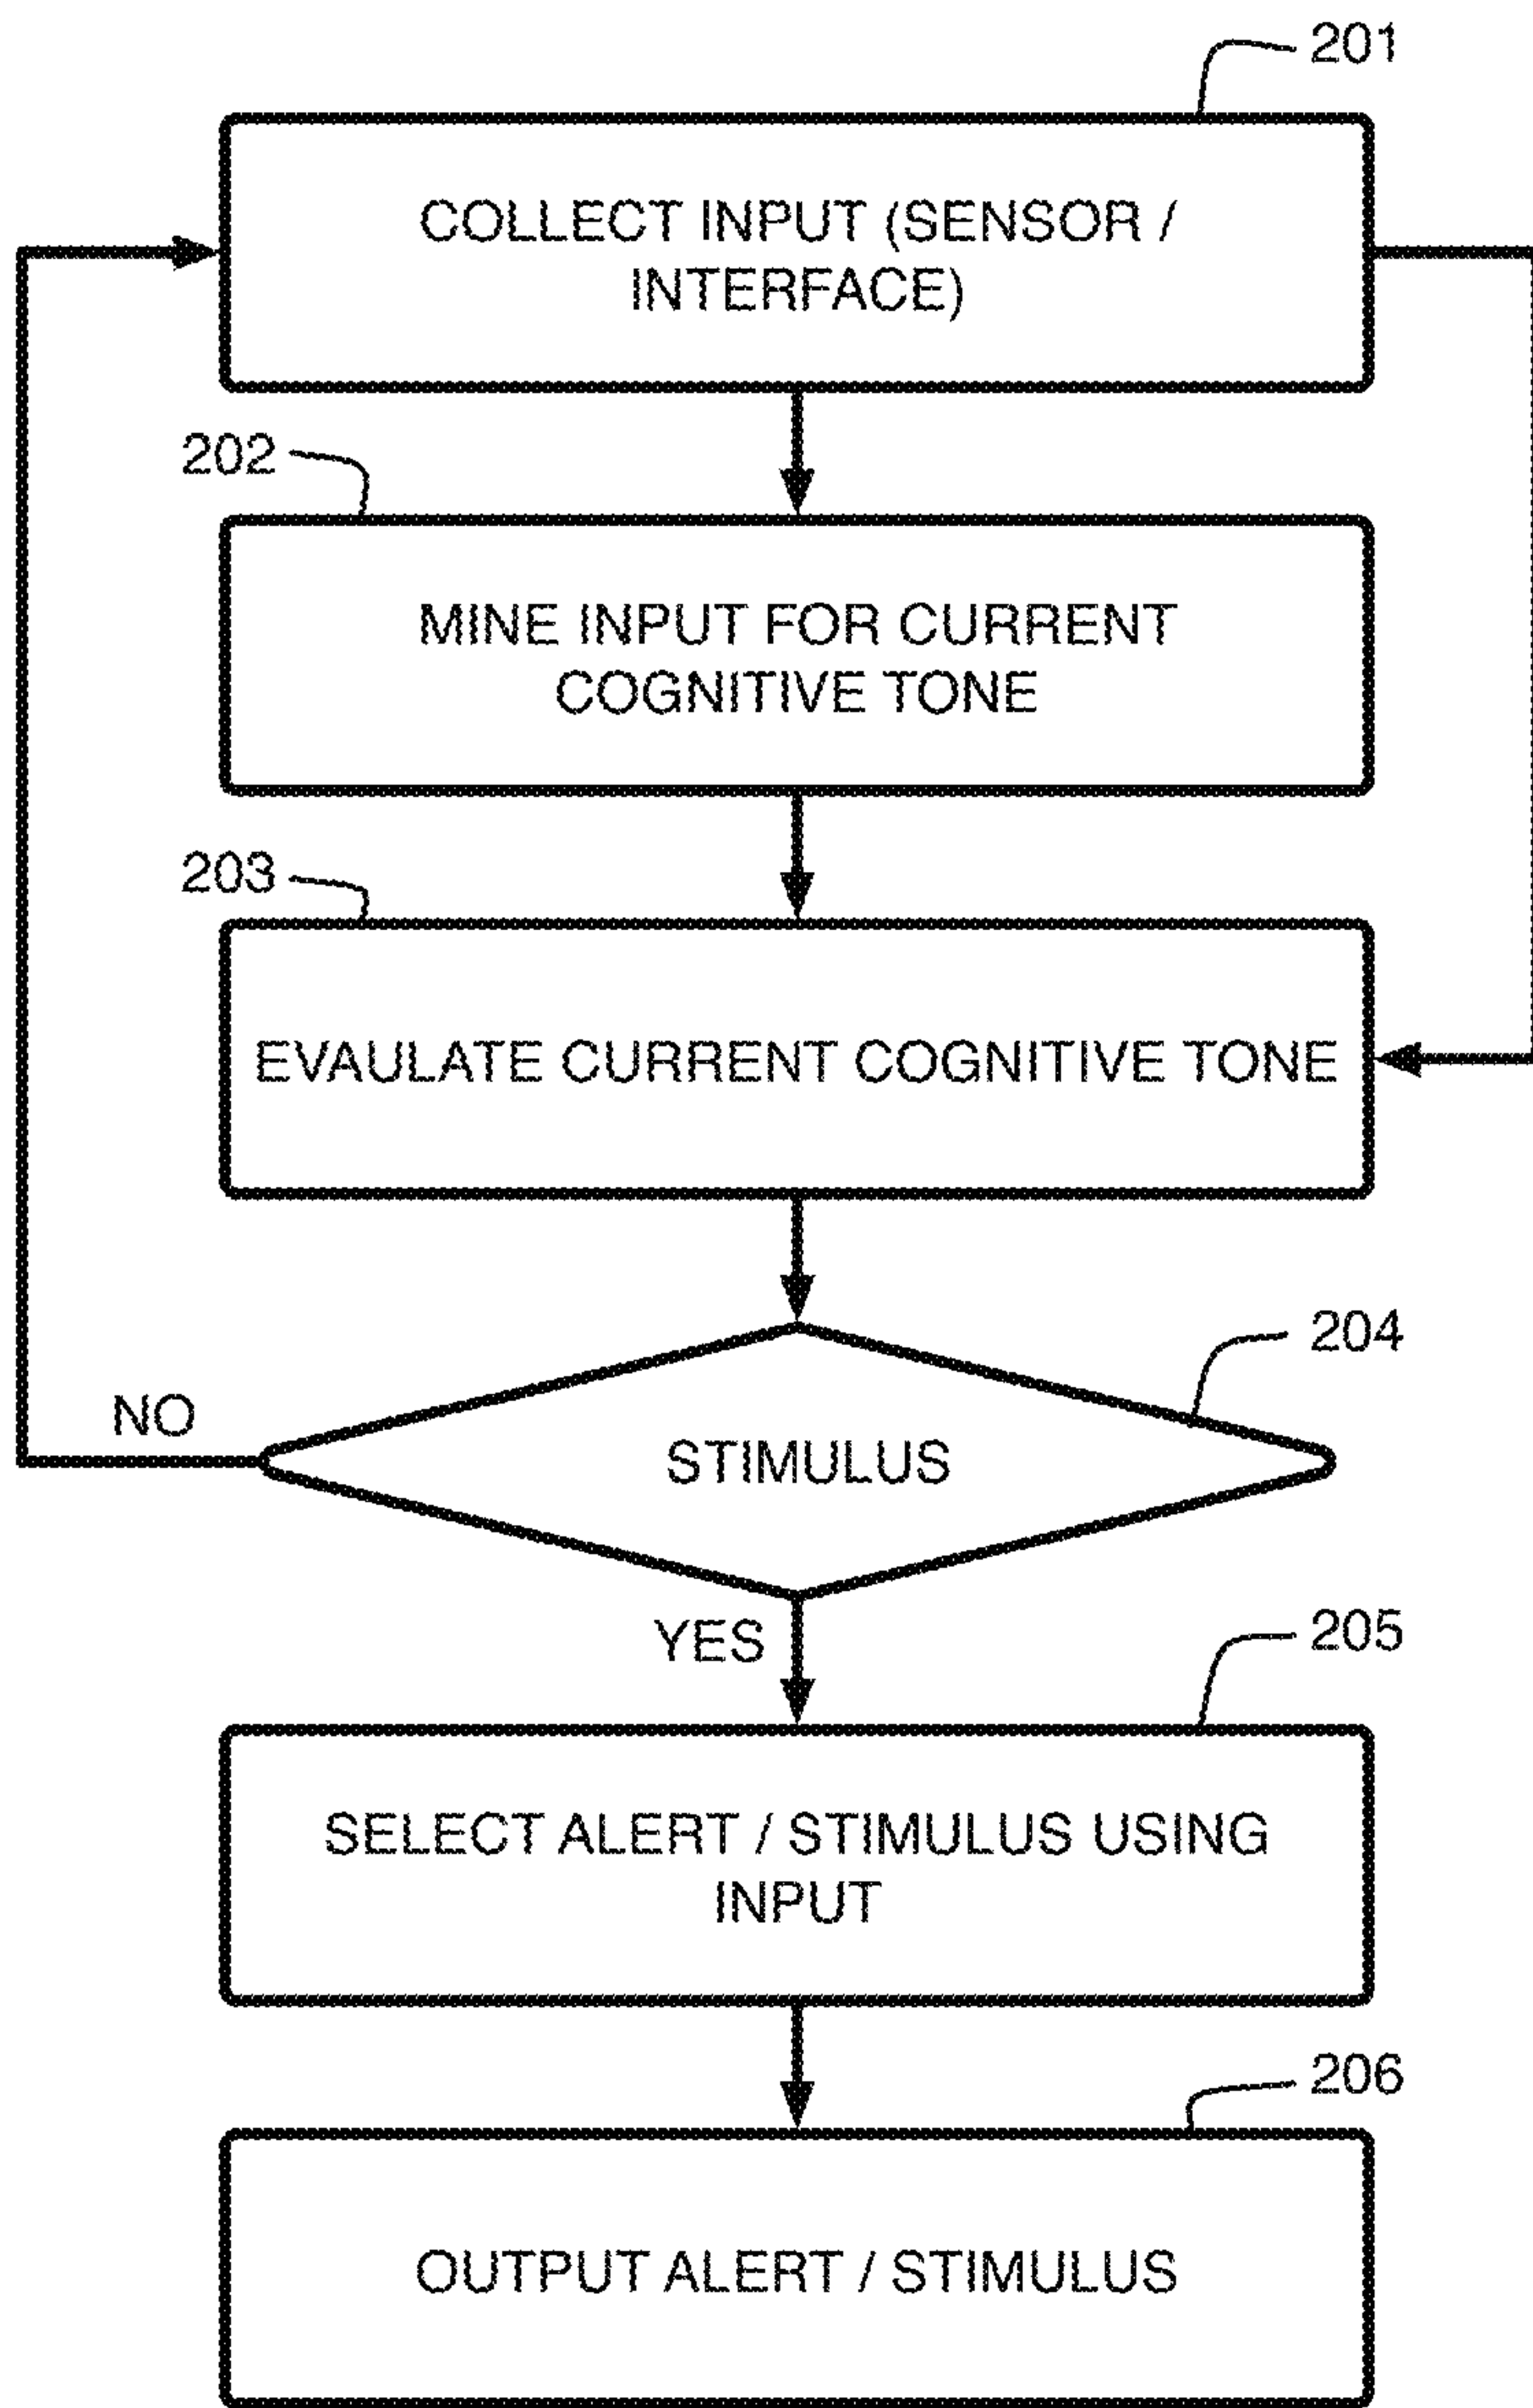 201
COLLECT INPUT (SENSOR /
INTERFACE)
202
MINE INPUT FOR CURRENT
COGNITIVE TONE
203
EVAULATE CURRENT COGNITIVE TONE
204
NO
STIMULUS
YES
205
SELECT ALERT / STIMULUS USING
INPUT
206
OUTPUT ALERT / STIMULUS